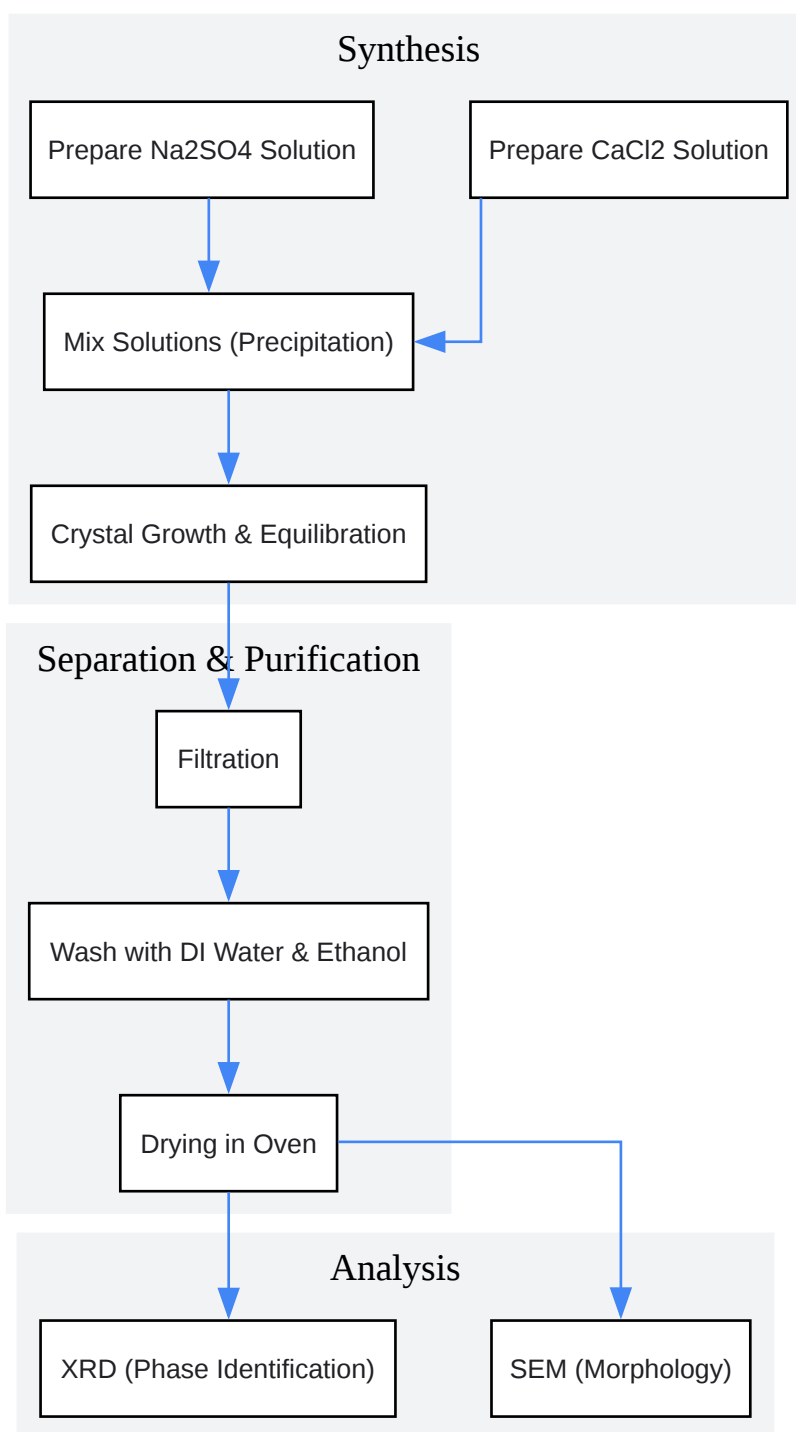 Synthesis
Prepare Na2SO4 Solution
Prepare CaCl2 Solution
Mix Solutions (Precipitation)
Crystal Growth & Equilibration
Separation & Purification
Filtration
Wash with DI Water & Ethanol
Drying in Oven
Analysis
XRD (Phase Identification)
SEM (Morphology)